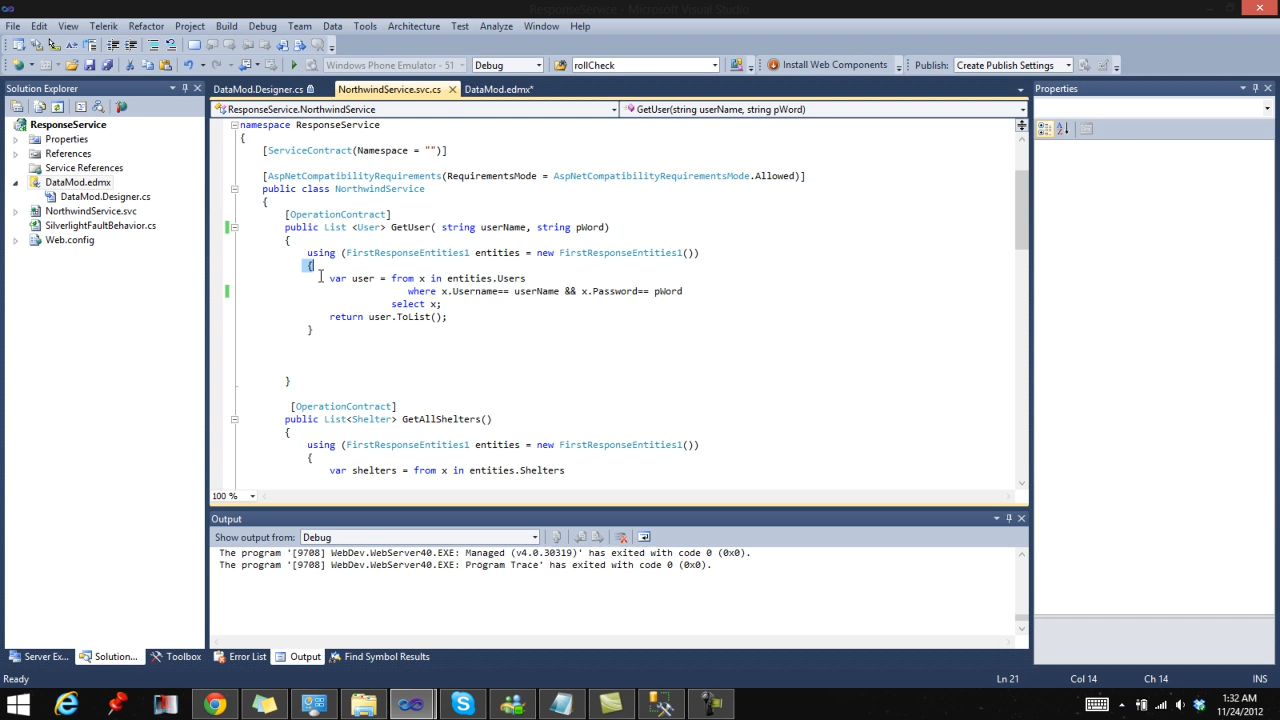 ResponseService - Microsoft Visual Studio
File Edit View Telerik Refactor Project Build Debug Team Data Tools Architecture Test Analyze Window Help
Windows Phone Emulator - 51 Debug rollCheck Install Web Components Publish: Create Publish Settings
Solution Explorer
ResponseService
Properties
References
Service References
DataMod.edmx
DataMod.Designer.cs
NorthwindService.svc
SilverlightFaultBehavior.cs
Web.config
Server Ex... Solution... Toolbox
DataMod.Designer.cs NorthwindService.svc.cs DataMod.edmx*
ResponseService.NorthwindService GetUser(string userName, string pWord)
namespace ResponseService
{
[ServiceContract(Namespace = "")]
[AspNetCompatibilityRequirements(RequirementsMode = AspNetCompatibilityRequirementsMode.Allowed)]
public class NorthwindService
{
[OperationContract]
public List <User> GetUser( string userName, string pWord)
{
using (FirstResponseEntities1 entities = new FirstResponseEntities1())
{
var user = from x in entities.Users
where x.Username== userName && x.Password== pWord
select x;
return user.ToList();
}
}
[OperationContract]
public List<Shelter> GetAllShelters()
{
using (FirstResponseEntities1 entities = new FirstResponseEntities1())
{
var shelters = from x in entities.Shelters
100 %
Output
Show output from: Debug
The program '[9708] WebDev.WebServer40.EXE: Managed (v4.0.30319)' has exited with code 0 (0x0).
The program '[9708] WebDev.WebServer40.EXE: Program Trace' has exited with code 0 (0x0).
Error List Output Find Symbol Results
Properties
Ready Ln 21 Col 14 Ch 14 INS
1:32 AM
11/24/2012